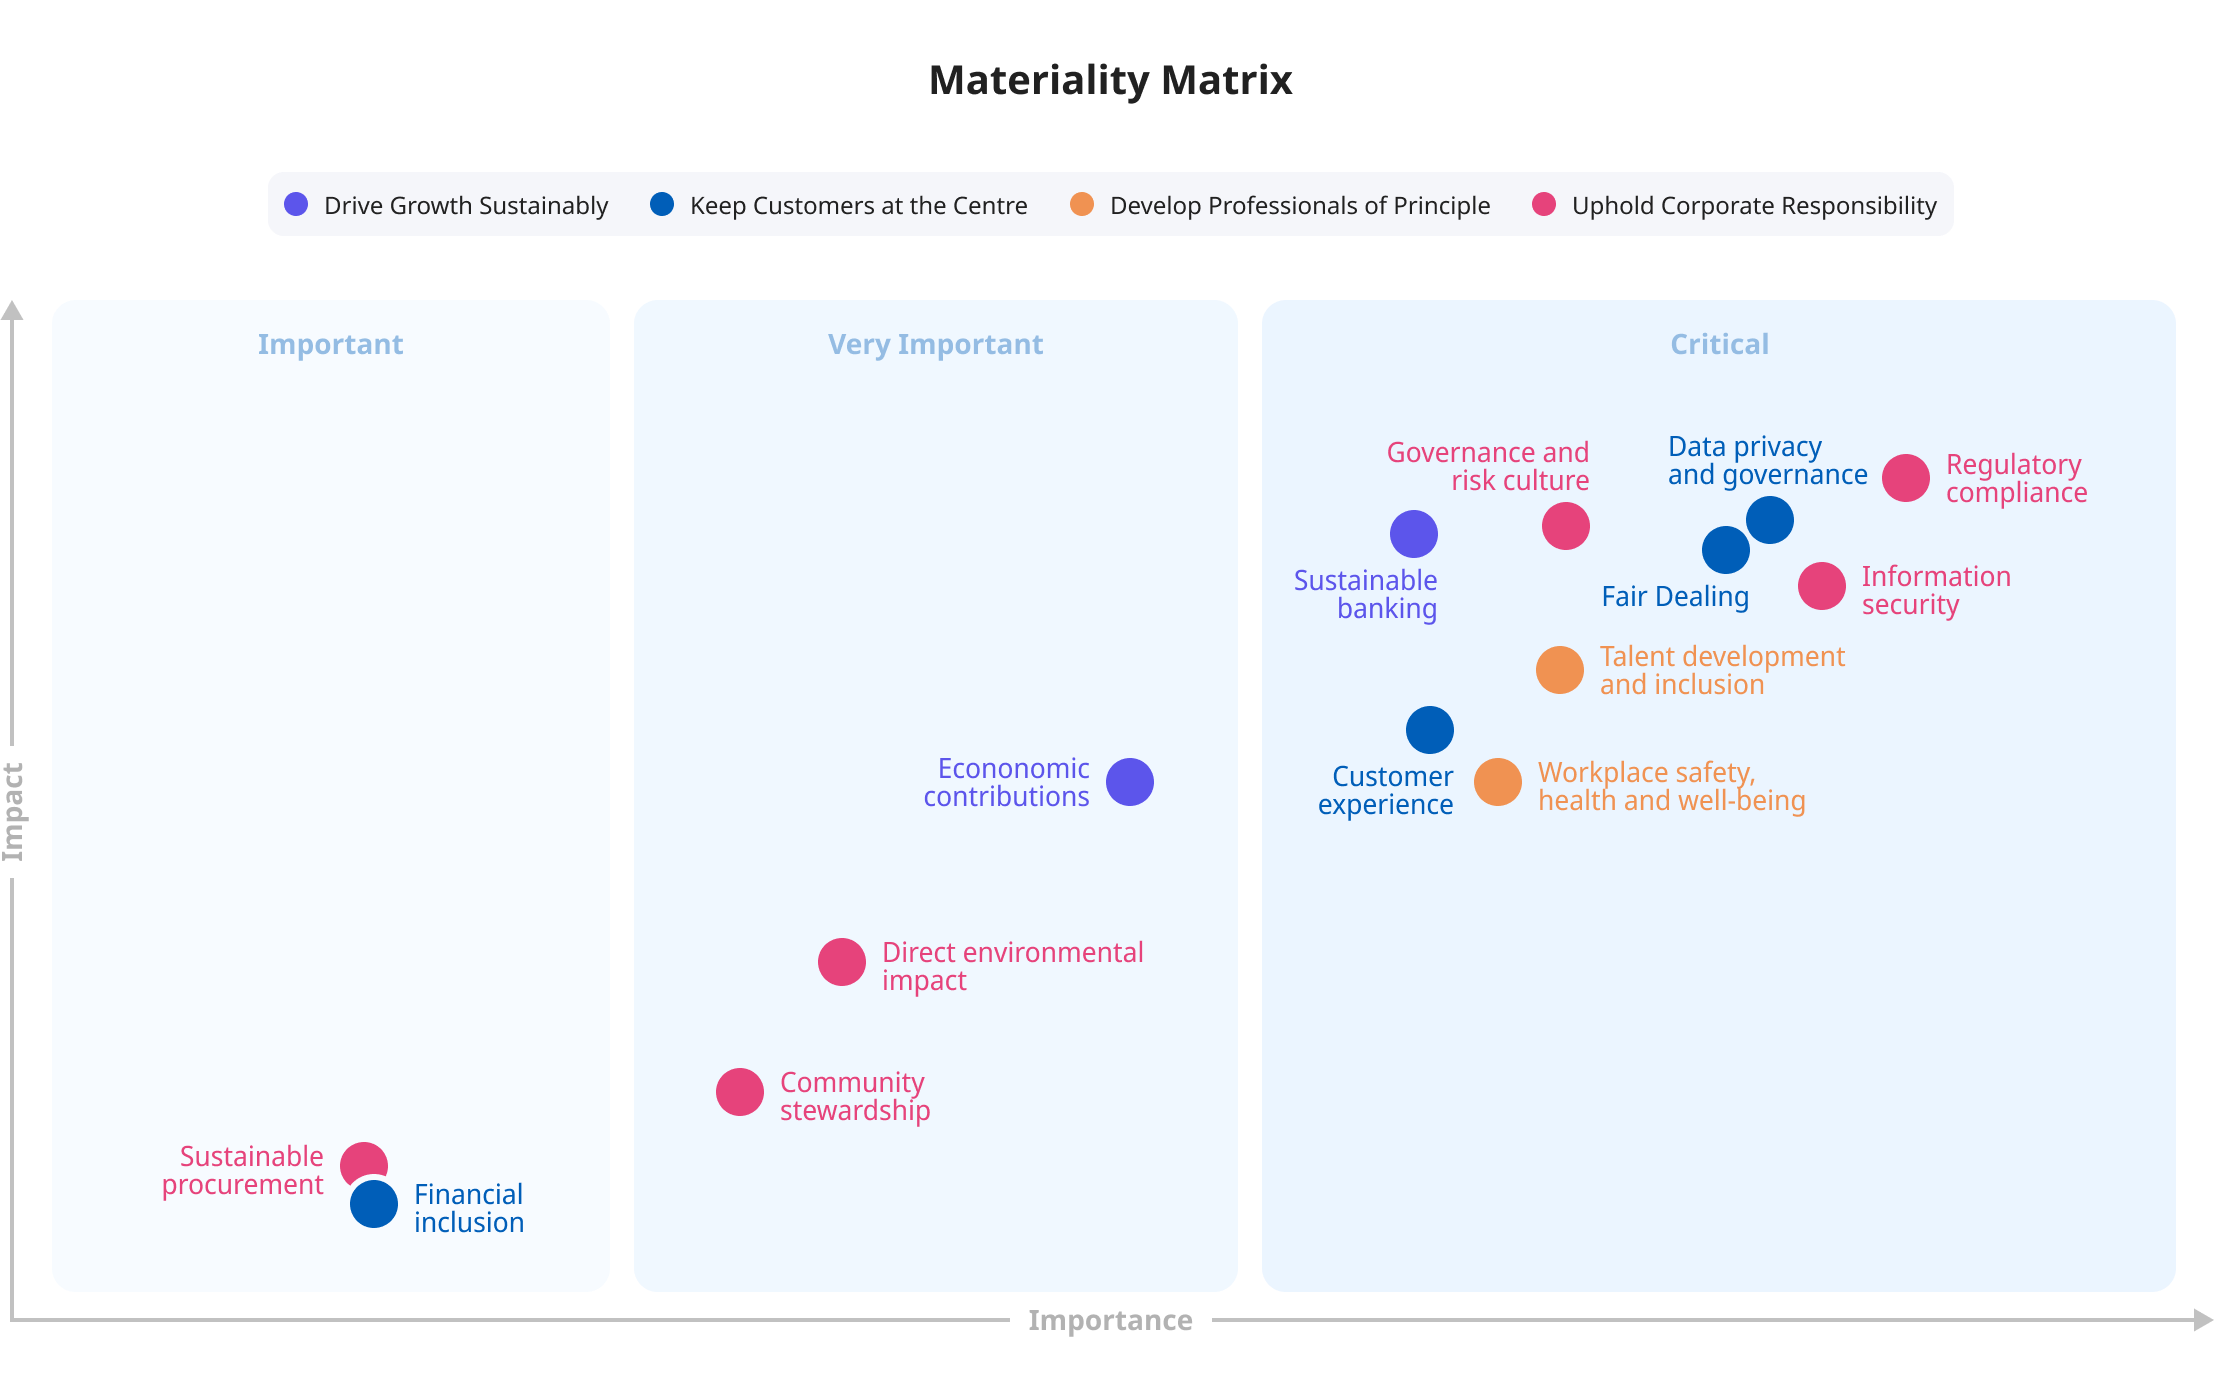 Materiality Matrix
Drive Growth Sustainably
Keep Customers at the Centre
Develop Professionals of Principle
Uphold Corporate Responsibility
Impact
Important
Sustainable
procurement
Financial
inclusion
Very Important
Econonomic
contributions
Direct environmental
impact
Community
stewardship
Critical
Governance and
risk culture
Data privacy
and governance
Regulatory
compliance
Sustainable
banking
Fair Dealing
Information
security
Talent development
and inclusion
Customer
experience
Workplace safety,
health and well-being
Importance